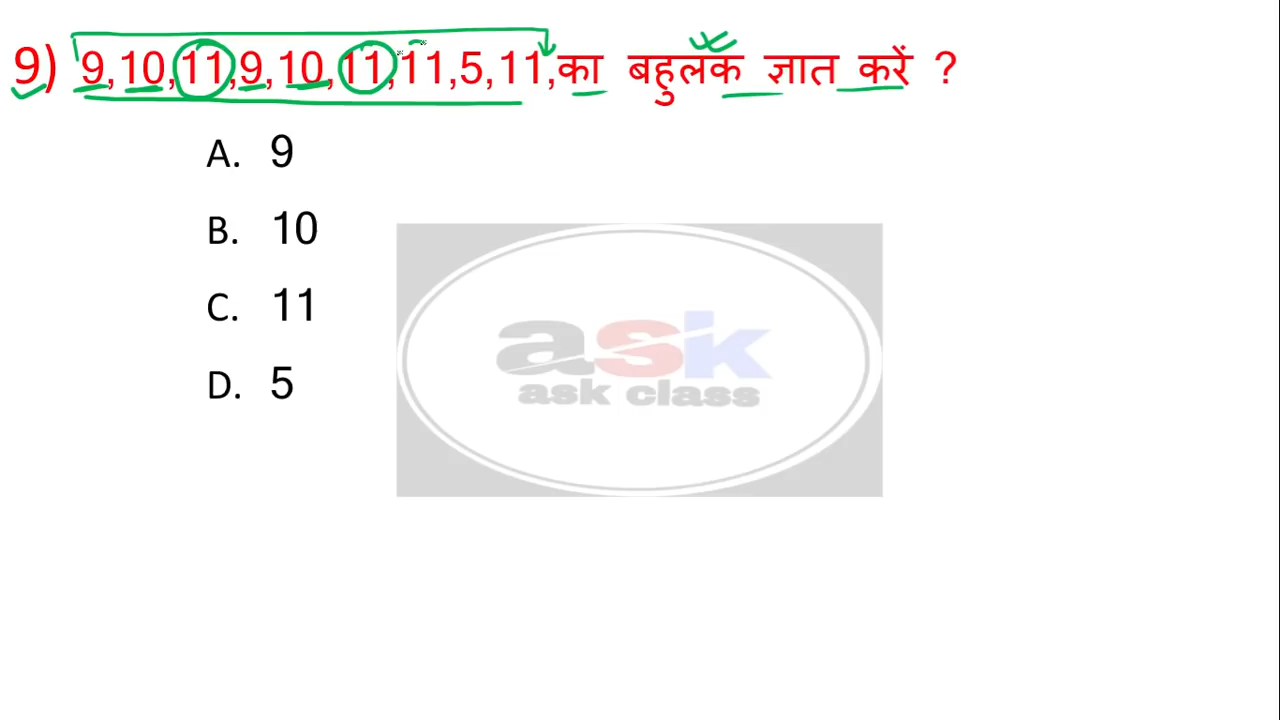 9) 9,10,11,9,10,11,11,5,11,का बहुलक ज्ञात करें ?
A. 9
B. 10
C. 11
D. 5
ask
ask class